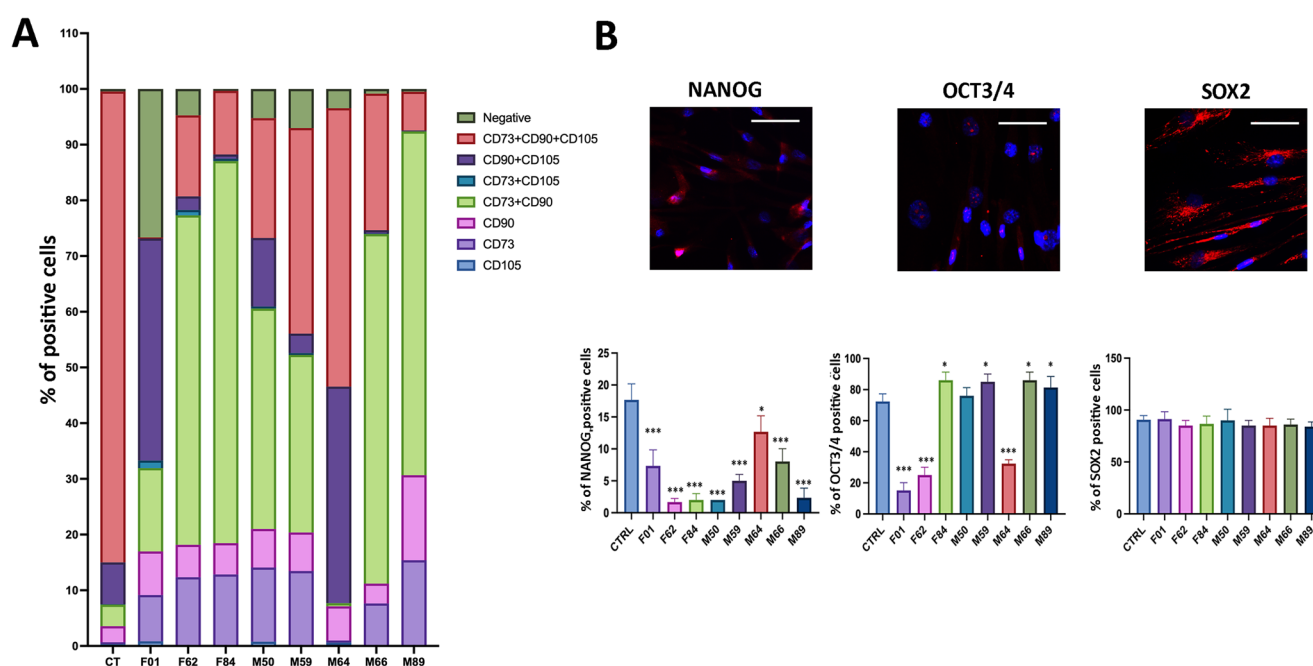 A
% of positive cells
110
100
90
80
70
60
50
40
30
20
10
0
CT F01 F62 F84 M50 M59 M64 M66 M89
Negative
CD73+CD90+CD105
CD90+CD105
CD73+CD105
CD73+CD90
CD90
CD73
CD105
B
NANOG OCT3/4 SOX2
% of NANOG positive cells
25
20
15
10
5
0
***
***
***
***
***
*
***
***
CTRL F01 F62 F84 M50 M59 M64 M66 M89
% of OCT3/4 positive cells
100
80
60
40
20
0
***
***
*
*
***
*
*
CTRL F01 F62 F84 M50 M59 M64 M66 M89
% of SOX2 positive cells
150
100
50
0
CTRL F01 F62 F84 M50 M59 M64 M66 M89